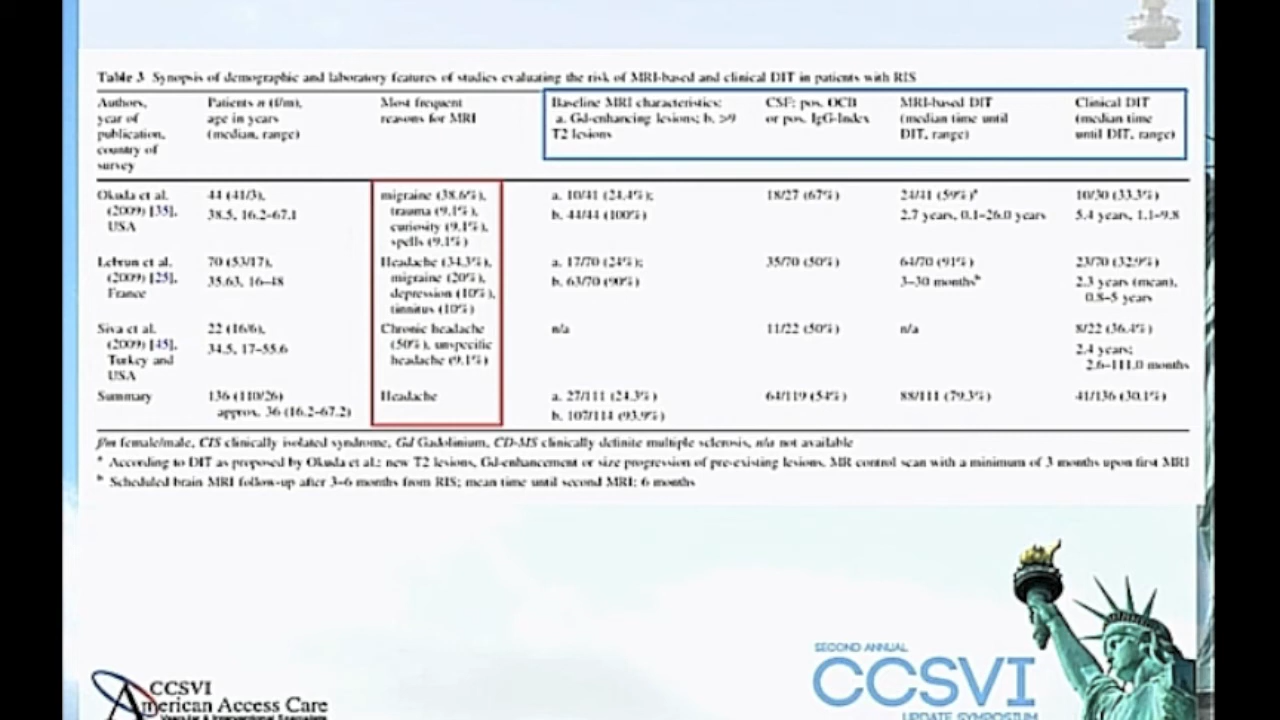 Table 3 Synopsis of demographic and laboratory features of studies evaluating the risk of MRI-based and clinical DIT in patients with RIS
Authors, year of publication, country of survey
Patients n (f/m), age in years (median, range)
Most frequent reasons for MRI
Baseline MRI characteristics: a. Gd-enhancing lesions; b. >9 T2 lesions
CSF: pos. OCB or pos. IgG-Index
MRI-based DIT (median time until DIT, range)
Clinical DIT (median time until DIT, range)
Okuda et al. (2009) [35], USA
44 (41/3), 38.5, 16.2–67.1
migraine (38.6%), trauma (9.1%), curiosity (9.1%), spells (9.1%)
a. 10/41 (24.4%); b. 44/44 (100%)
18/27 (67%)
24/41 (59%)a 2.7 years, 0.1–26.0 years
10/30 (33.3%) 5.4 years, 1.1–9.8
Lebrun et al. (2009) [25], France
70 (53/17), 35.63, 16–48
Headache (34.3%), migraine (20%), depression (10%), tinnitus (10%)
a. 17/70 (24%); b. 63/70 (90%)
35/70 (50%)
64/70 (91%) 3–30 monthsb
23/70 (32.9%) 2.3 years (mean), 0.8–5 years
Siva et al. (2009) [45], Turkey and USA
22 (16/6), 34.5, 17–55.6
Chronic headache (50%), unspecific headache (9.1%)
n/a
11/22 (50%)
n/a
8/22 (36.4%) 2.4 years; 2.6–111.0 months
Summary
136 (110/26) approx. 36 (16.2–67.2)
Headache
a. 27/111 (24.3%) b. 107/114 (93.9%)
64/119 (54%)
88/111 (79.3%)
41/136 (30.1%)
f/m female/male, CIS clinically isolated syndrome, Gd Gadolinium, CD-MS clinically definite multiple sclerosis, n/a not available
a According to DIT as proposed by Okuda et al.: new T2 lesions, Gd-enhancement or size progression of pre-existing lesions. MR control scan with a minimum of 3 months upon first MRI
b Scheduled brain MRI follow-up after 3–6 months from RIS; mean time until second MRI: 6 months
CCSVI
American Access Care
Vascular & Interventional Specialists
SECOND ANNUAL
CCSVI
UPDATE SYMPOSIUM